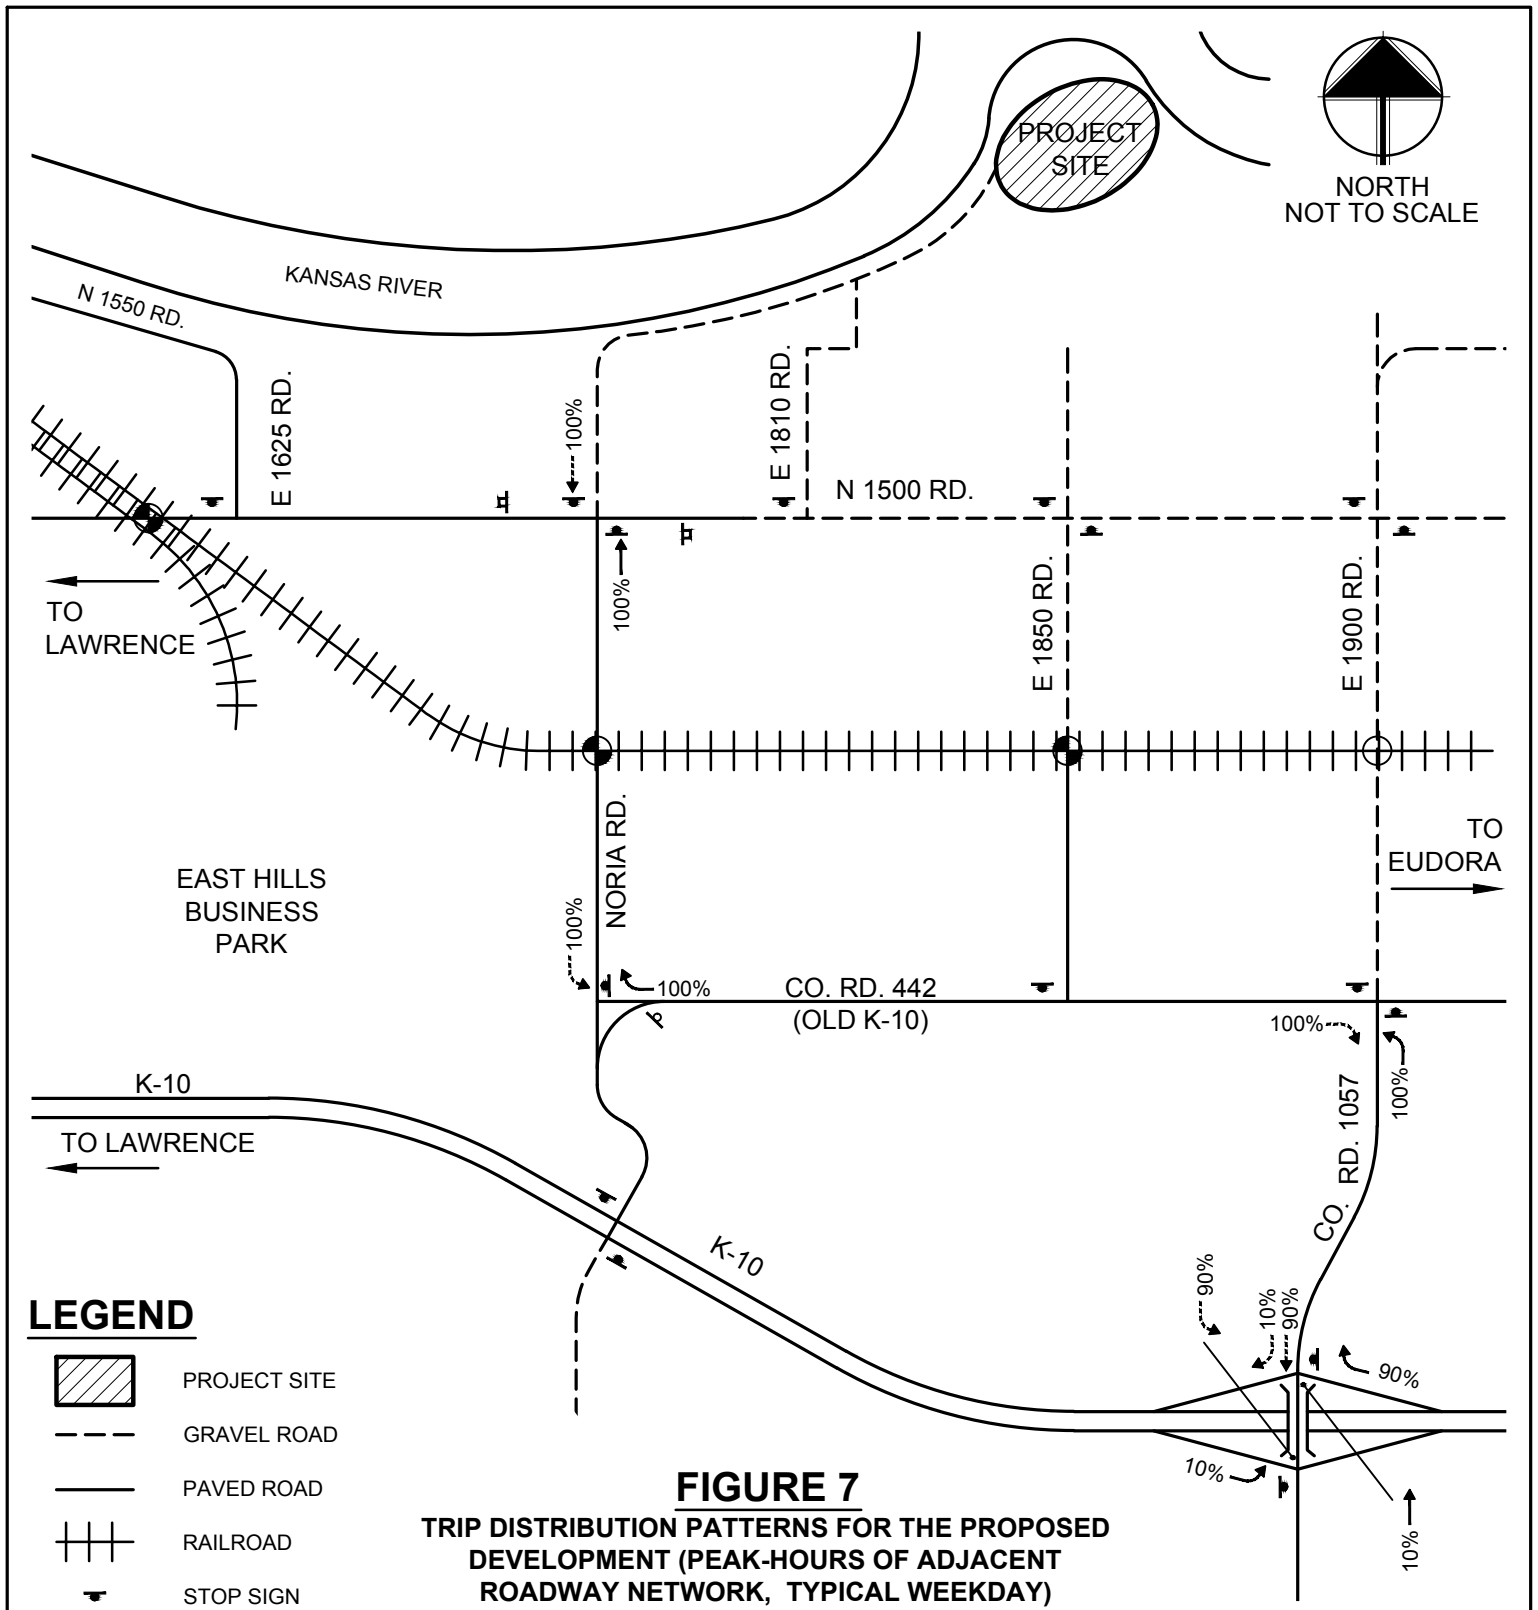 PROJECT
SITE
NORTH
NOT TO SCALE
KANSAS RIVER
N 1550 RD.
E 1625 RD.
100%
E 1810 RD.
N 1500 RD.
100%
TO
LAWRENCE
E 1850 RD.
E 1900 RD.
NORIA RD.
TO
EUDORA
EAST HILLS
BUSINESS
PARK
100%
100%
CO. RD. 442
(OLD K-10)
100%
100%
K-10
TO LAWRENCE
CO. RD. 1057
K-10
90%
10%
90%
90%
10%
10%
LEGEND
PROJECT SITE
GRAVEL ROAD
PAVED ROAD
RAILROAD
STOP SIGN
FIGURE 7
TRIP DISTRIBUTION PATTERNS FOR THE PROPOSED
DEVELOPMENT (PEAK-HOURS OF ADJACENT
ROADWAY NETWORK, TYPICAL WEEKDAY)